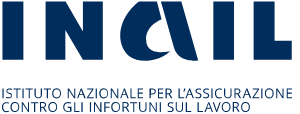 INAIL
ISTITUTO NAZIONALE PER L'ASSICURAZIONE
CONTRO GLI INFORTUNI SUL LAVORO